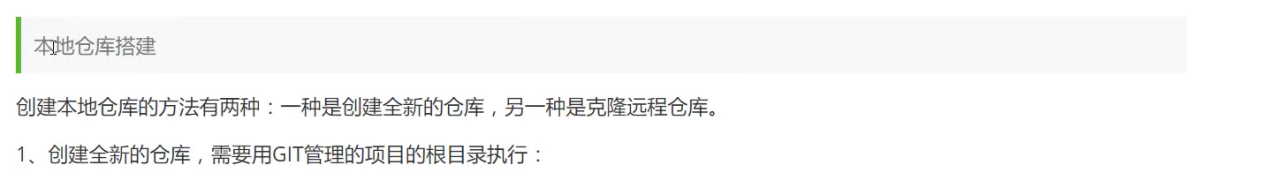 本地仓库搭建
创建本地仓库的方法有两种：一种是创建全新的仓库，另一种是克隆远程仓库。
1、创建全新的仓库，需要用GIT管理的项目的根目录执行：